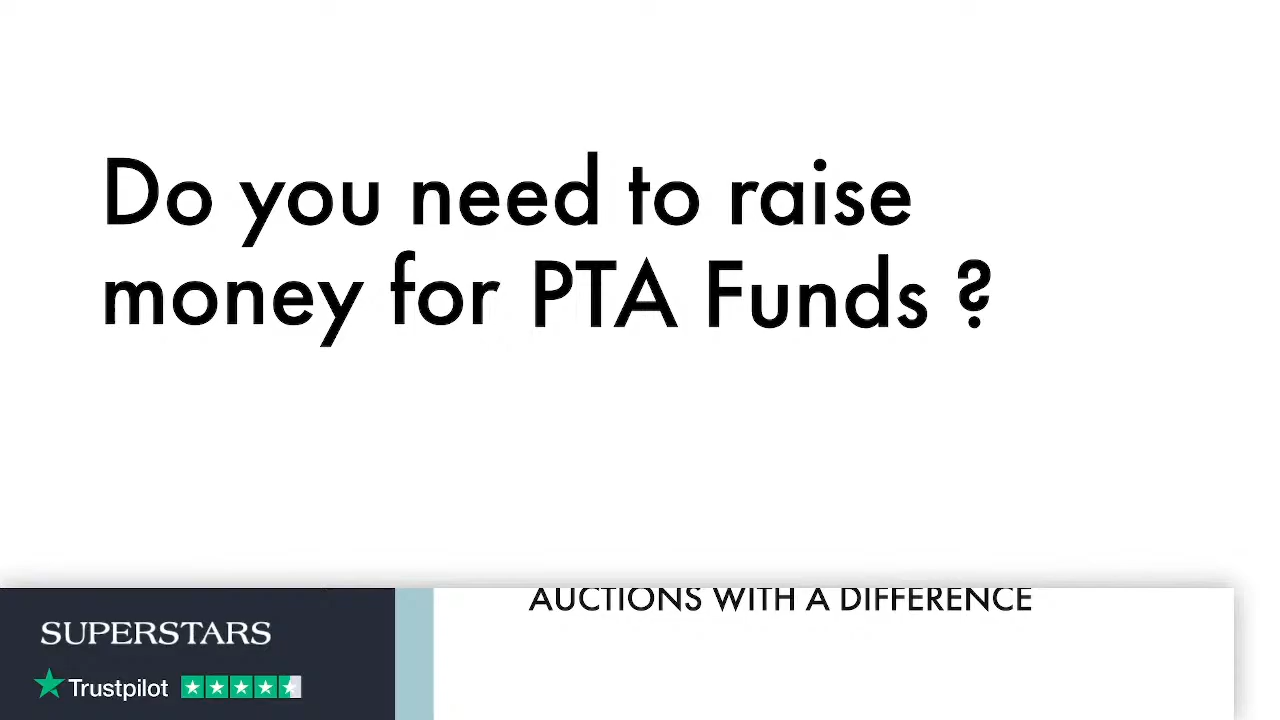 Do you need to raise
money for PTA Funds ?
AUCTIONS WITH A DIFFERENCE
SUPERSTARS
Trustpilot